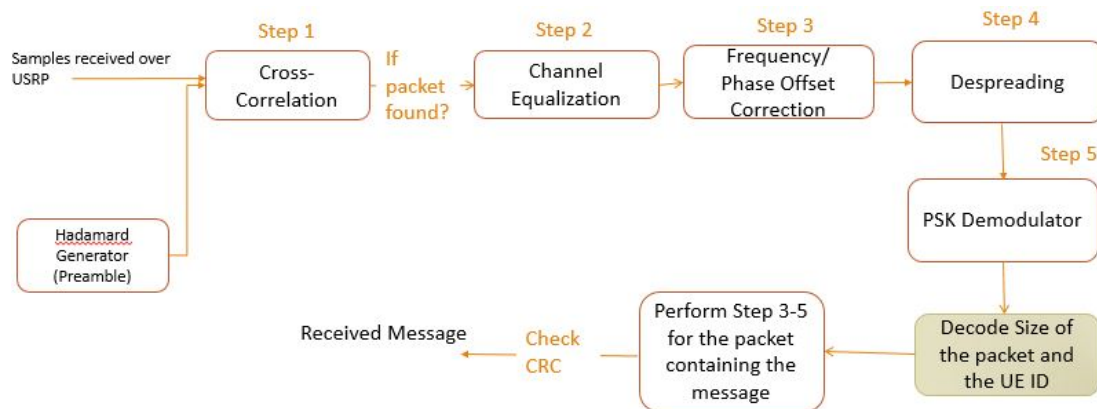 Step 1
Step 2
Step 3
Step 4
Samples received over
USRP
Cross-
Correlation
If
packet
found?
Channel
Equalization
Frequency/
Phase Offset
Correction
Despreading
Step 5
PSK Demodulator
Hadamard
Generator
(Preamble)
Received Message
Check
CRC
Perform Step 3-5
for the packet
containing the
message
Decode Size of
the packet and
the UE ID